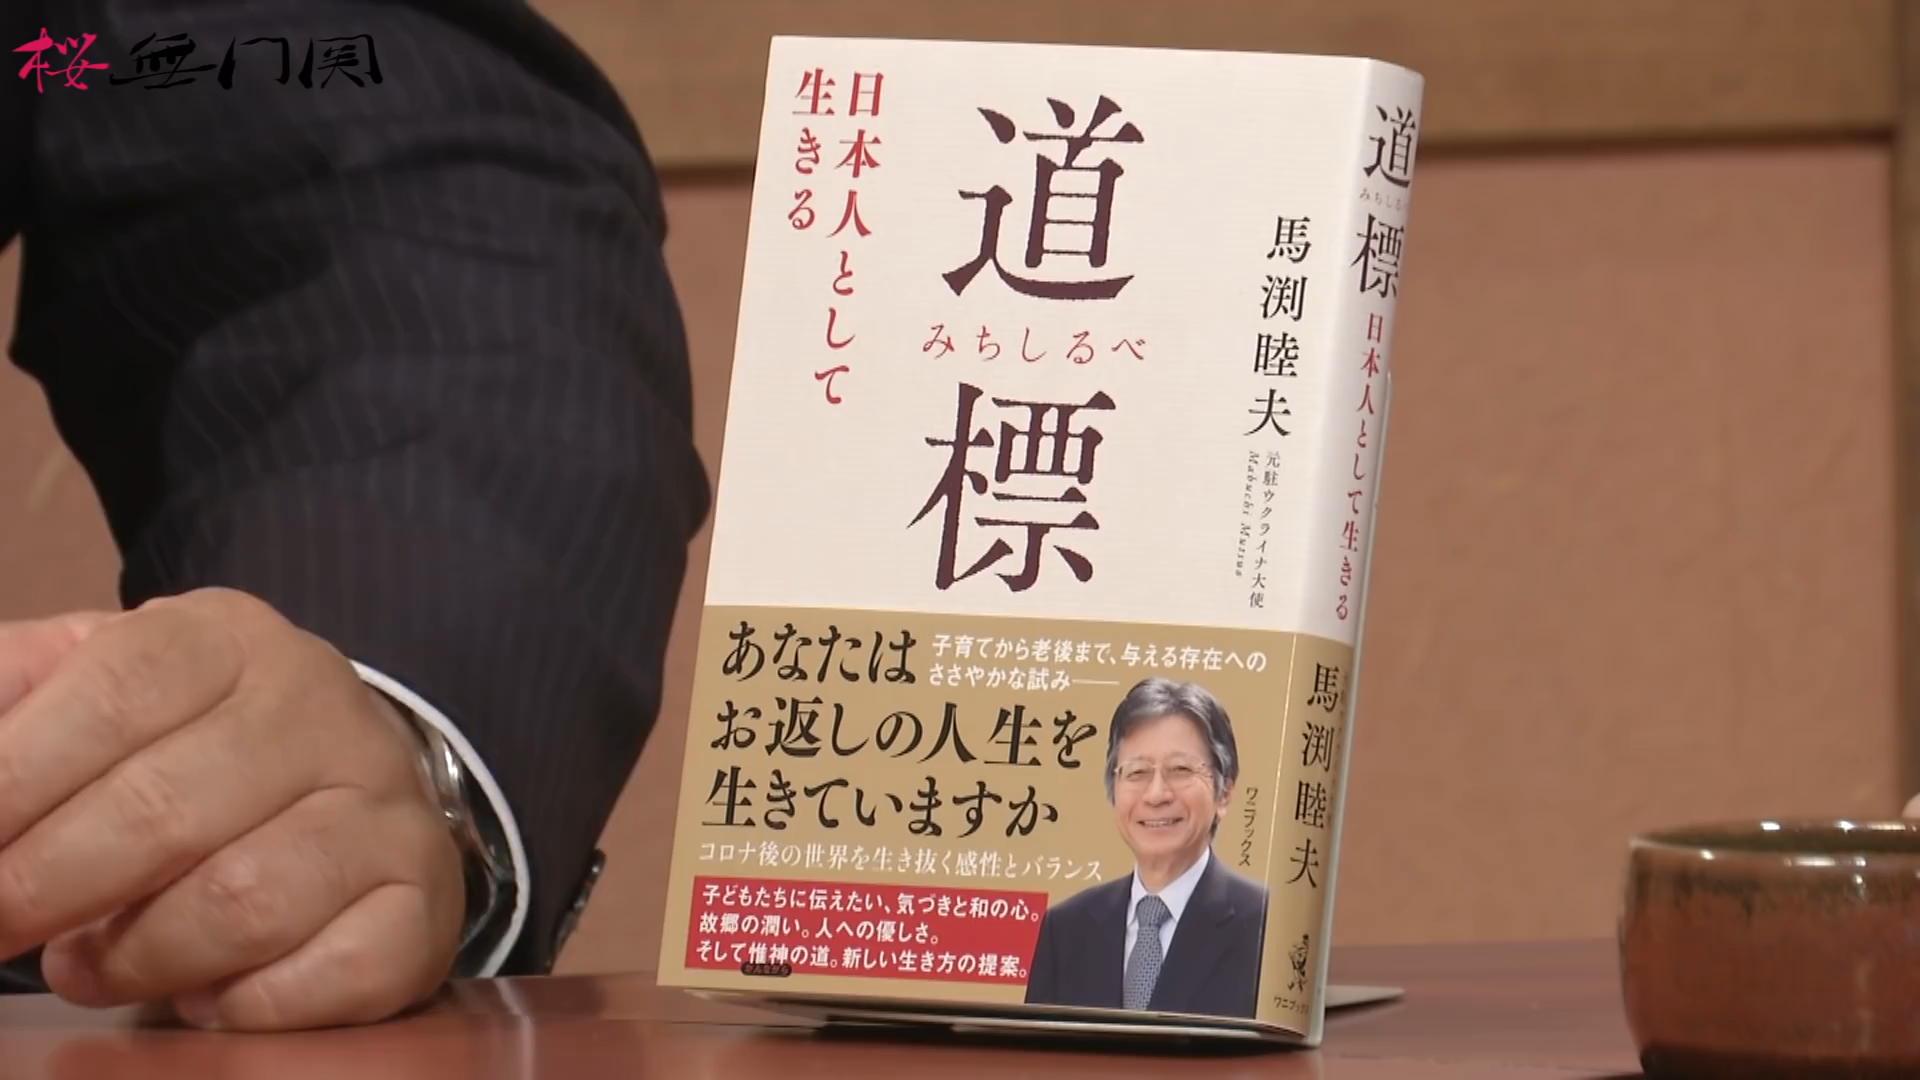 桜無門関
日本人として
生きる
道標
みちしるべ
馬渕睦夫
元駐ウクライナ大使
Mabuchi Mutsuo
あなたは
お返しの人生を
生きていますか
子育てから老後まで、与える存在への
ささやかな試み──
コロナ後の世界を生き抜く感性とバランス
子どもたちに伝えたい、気づきと和の心。
故郷の潤い。人への優しさ。
そして惟神の道。新しい生き方の提案。
かんながら
ワニブックス
道標
みちしるべ
日本人として生きる
馬渕睦夫
ワニブックス